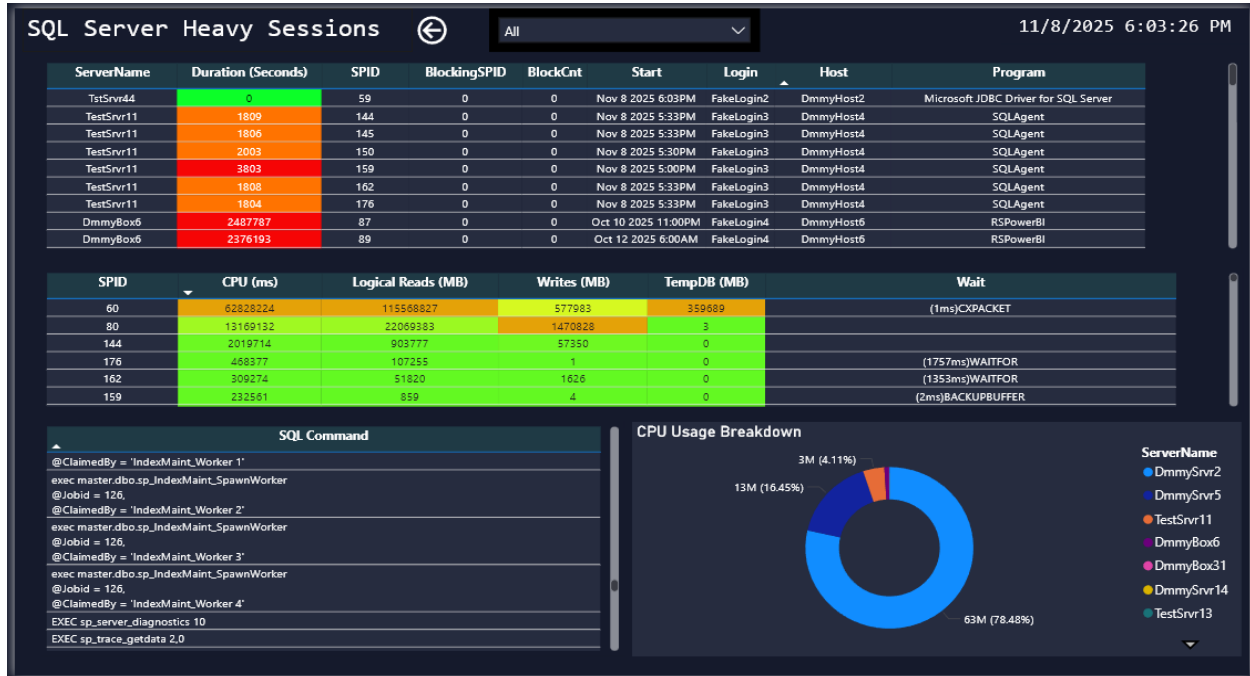 SQL Server Heavy Sessions All 11/8/2025 6:03:26 PM
ServerName Duration (Seconds) SPID BlockingSPID BlockCnt Start Login Host Program
TstSrvr44 0 59 0 0 Nov 8 2025 6:03PM FakeLogin2 DmmyHost2 Microsoft JDBC Driver for SQL Server
TestSrvr11 1809 144 0 0 Nov 8 2025 5:33PM FakeLogin3 DmmyHost4 SQLAgent
TestSrvr11 1806 145 0 0 Nov 8 2025 5:33PM FakeLogin3 DmmyHost4 SQLAgent
TestSrvr11 2003 150 0 0 Nov 8 2025 5:30PM FakeLogin3 DmmyHost4 SQLAgent
TestSrvr11 3803 159 0 0 Nov 8 2025 5:00PM FakeLogin3 DmmyHost4 SQLAgent
TestSrvr11 1808 162 0 0 Nov 8 2025 5:33PM FakeLogin3 DmmyHost4 SQLAgent
TestSrvr11 1804 176 0 0 Nov 8 2025 5:33PM FakeLogin3 DmmyHost4 SQLAgent
DmmyBox6 2487787 87 0 0 Oct 10 2025 11:00PM FakeLogin4 DmmyHost6 RSPowerBI
DmmyBox6 2376193 89 0 0 Oct 12 2025 6:00AM FakeLogin4 DmmyHost6 RSPowerBI
SPID CPU (ms) Logical Reads (MB) Writes (MB) TempDB (MB) Wait
60 62828224 115568827 577983 359689 (1ms)CXPACKET
80 13169132 22069383 1470828 3
144 2019714 903777 57350 0
176 468377 107255 1 0 (1757ms)WAITFOR
162 309274 51820 1626 0 (1353ms)WAITFOR
159 232561 859 4 0 (2ms)BACKUPBUFFER
SQL Command
@ClaimedBy = 'IndexMaint_Worker 1'
exec master.dbo.sp_IndexMaint_SpawnWorker
@Jobid = 126,
@ClaimedBy = 'IndexMaint_Worker 2'
exec master.dbo.sp_IndexMaint_SpawnWorker
@Jobid = 126,
@ClaimedBy = 'IndexMaint_Worker 3'
exec master.dbo.sp_IndexMaint_SpawnWorker
@Jobid = 126,
@ClaimedBy = 'IndexMaint_Worker 4'
EXEC sp_server_diagnostics 10
EXEC sp_trace_getdata 2,0
CPU Usage Breakdown
3M (4.11%)
13M (16.45%)
63M (78.48%)
ServerName
DmmySrvr2
DmmySrvr5
TestSrvr11
DmmyBox6
DmmyBox31
DmmySrvr14
TestSrvr13